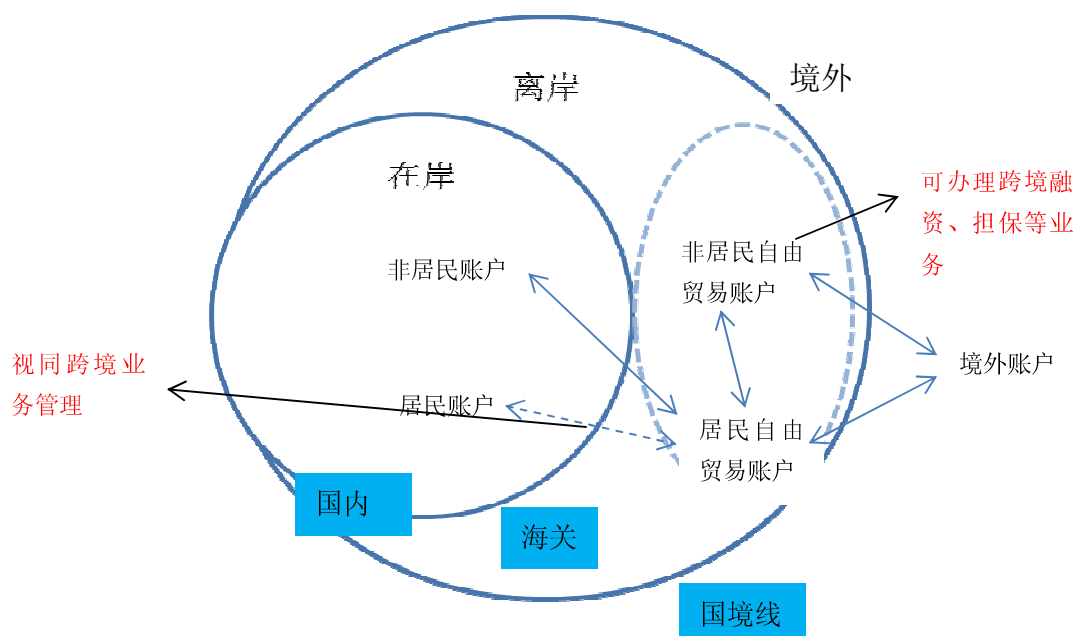 离岸
境外
在岸
可办理跨境融
资、担保等业
务
非居民自由
贸易账户
非居民账户
境外账户
视同跨境业
务管理
居民账户
居民自由
贸易账户
国内
海关
国境线